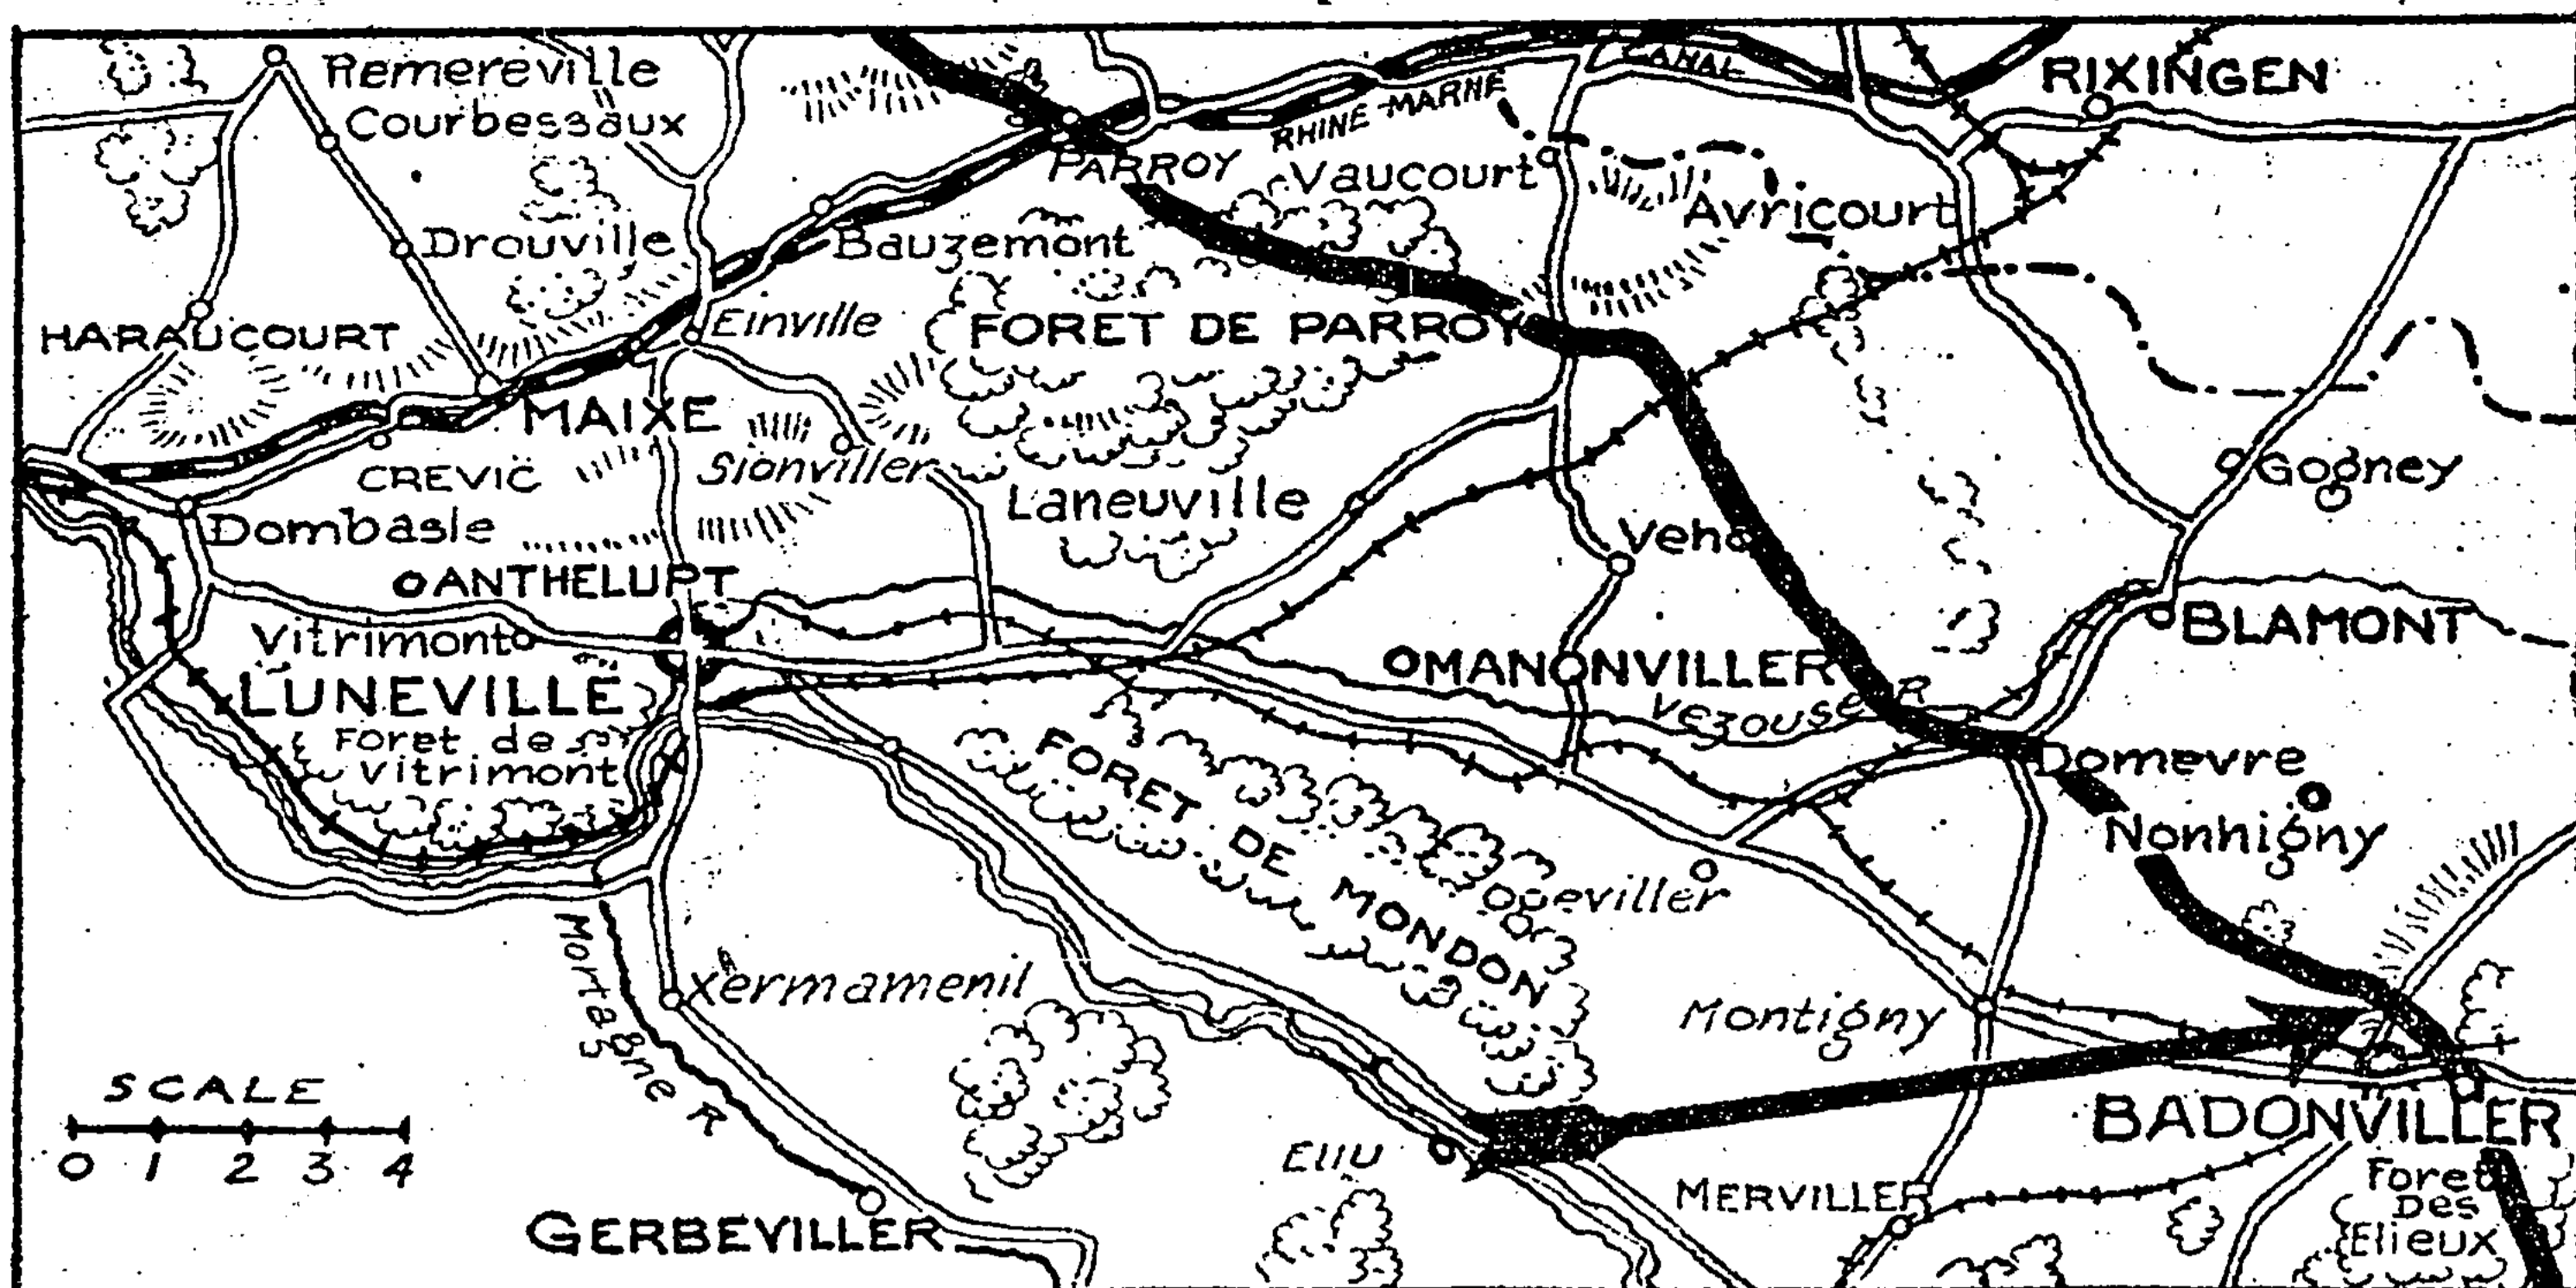 Remereville
Courbessaux
CANAL
RHINE-MARNE
RIXINGEN
PARROY
Vaucourt
Avricourt
Drouville
Bauzemont
HARAUCOURT
Einville
FORET DE PARROY
MAIXE
CREVIC
Sionviller
Laneuville
Gogney
Dombasle
Veho
ANTHELUPT
Vitrimont
BLAMONT
MANONVILLER
LUNEVILLE
Vezouse R
Foret de
Vitrimont
Domevre
FORET DE MONDON
Nonhigny
Ogeviller
Mortagne R
Xermamenil
Montigny
SCALE
0 1 2 3 4
BADONVILLER
MERVILLER
Foret
Des
Elieux
GERBEVILLER